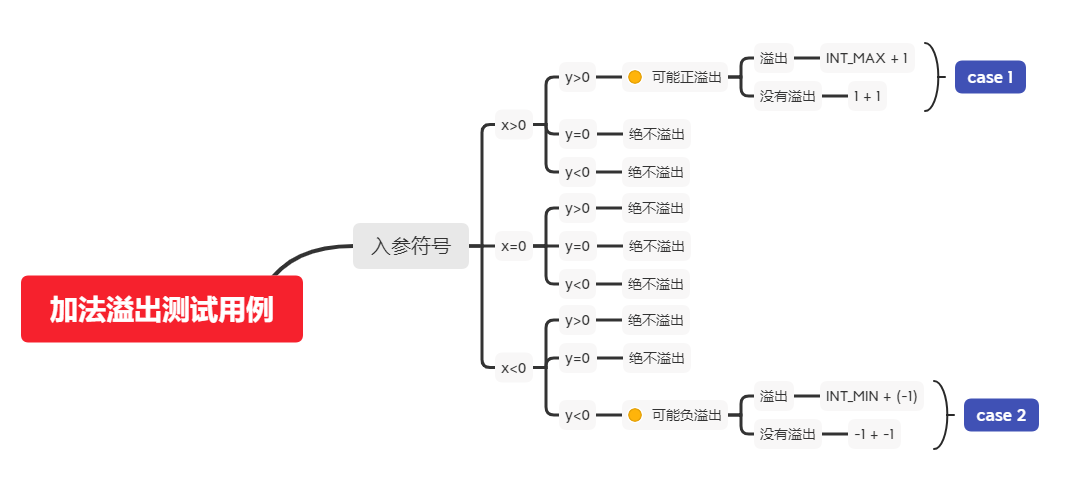 加法溢出测试用例
入参符号
x>0
y>0
可能正溢出
溢出
INT_MAX + 1
没有溢出
1 + 1
case 1
y=0
绝不溢出
y<0
绝不溢出
x=0
y>0
绝不溢出
y=0
绝不溢出
y<0
绝不溢出
x<0
y>0
绝不溢出
y=0
绝不溢出
y<0
可能负溢出
溢出
INT_MIN + (-1)
没有溢出
-1 + -1
case 2